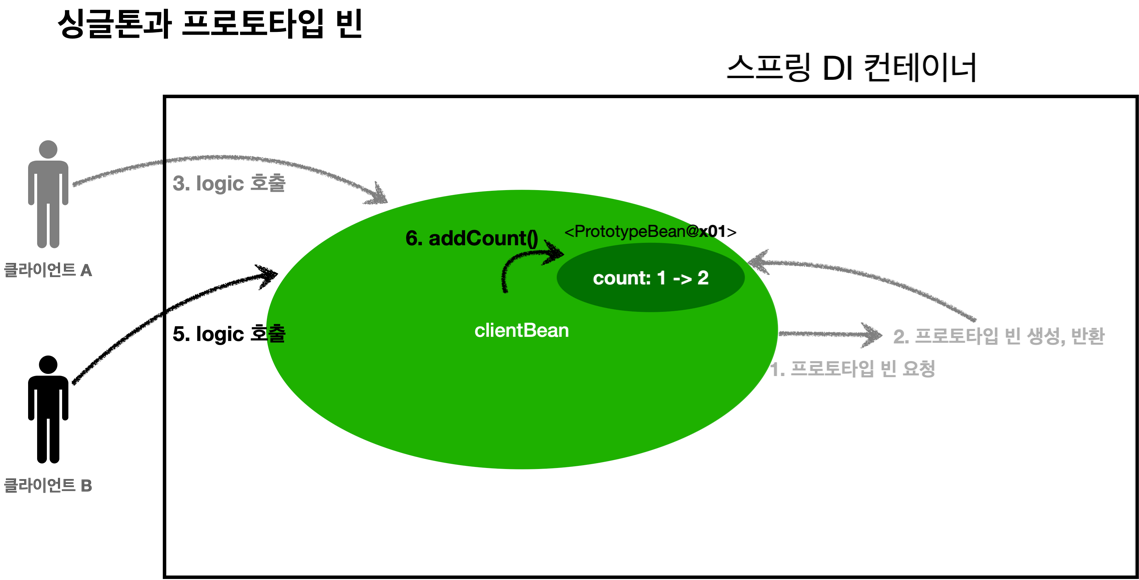 싱글톤과 프로토타입 빈
스프링 DI 컨테이너
3. logic 호출
클라이언트 A
6. addCount()
<PrototypeBean@x01>
count: 1 -> 2
5. logic 호출
clientBean
2. 프로토타입 빈 생성, 반환
1. 프로토타입 빈 요청
클라이언트 B